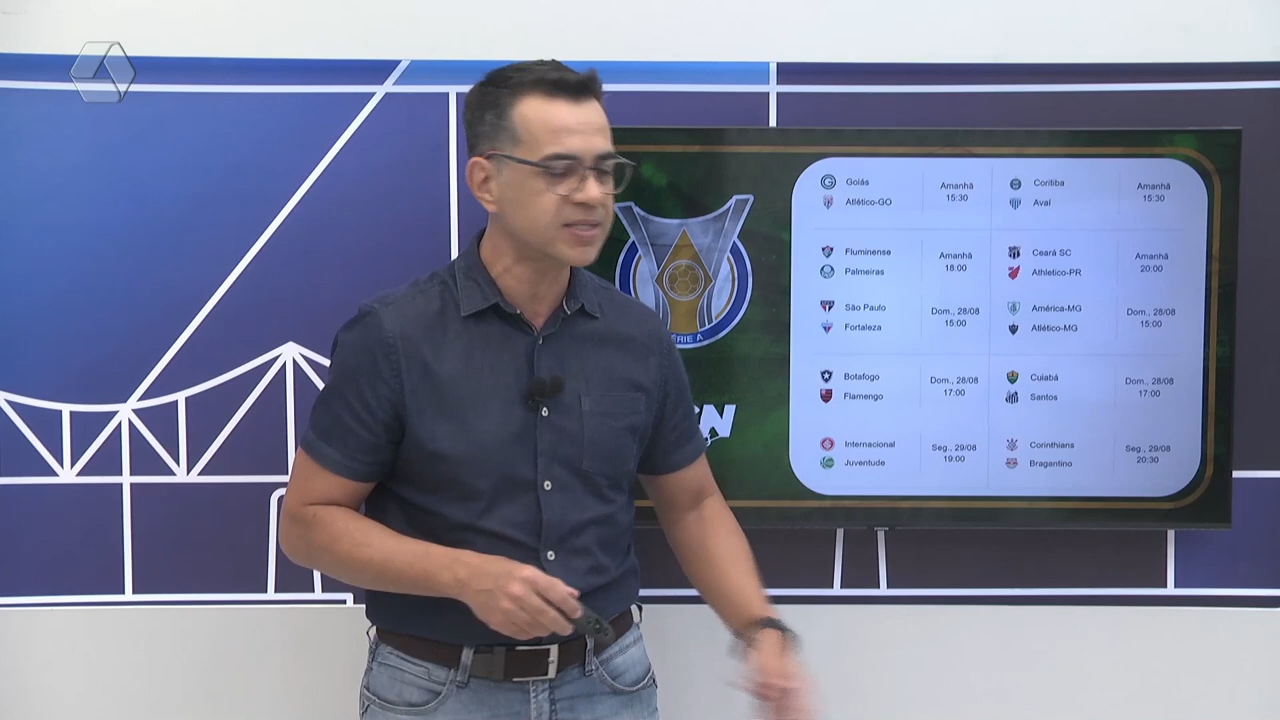 Goiás
Atlético-GO
Amanhã
15:30
Coritiba
Avaí
Amanhã
15:30
Fluminense
Palmeiras
Amanhã
18:00
Ceará SC
Athletico-PR
Amanhã
20:00
São Paulo
Fortaleza
Dom., 28/08
15:00
América-MG
Atlético-MG
Dom., 28/08
15:00
Botafogo
Flamengo
Dom., 28/08
17:00
Cuiabá
Santos
Dom., 28/08
17:00
Internacional
Juventude
Seg., 29/08
19:00
Corinthians
Bragantino
Seg., 29/08
20:30
SÉRIE A